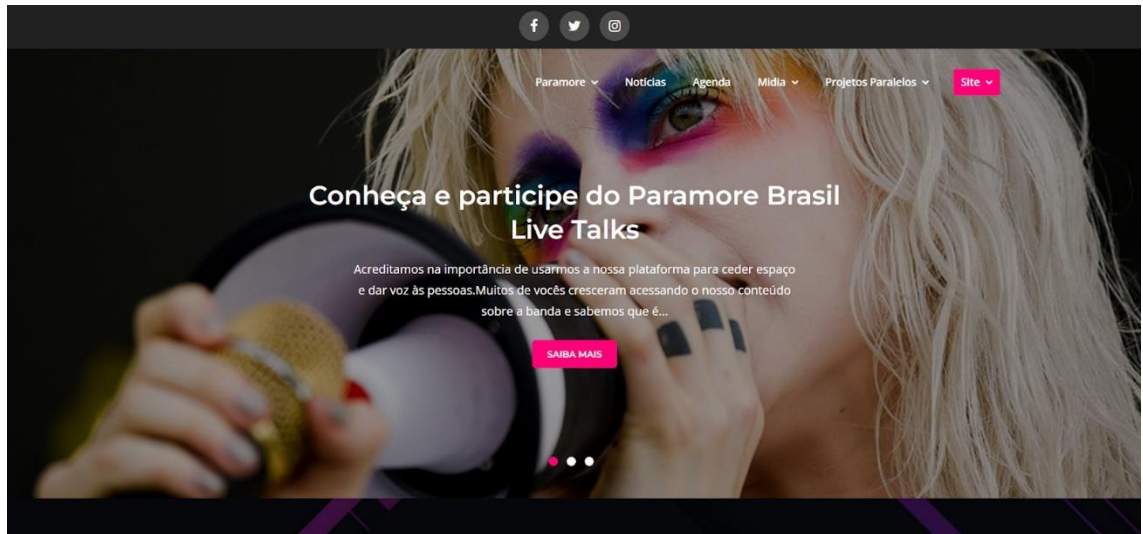 Paramore Notícias Agenda Midia Projetos Paralelos Site
Conheça e participe do Paramore Brasil
Live Talks
Acreditamos na importância de usarmos a nossa plataforma para ceder espaço
e dar voz às pessoas.Muitos de vocês cresceram acessando o nosso conteúdo
sobre a banda e sabemos que é...
SAIBA MAIS